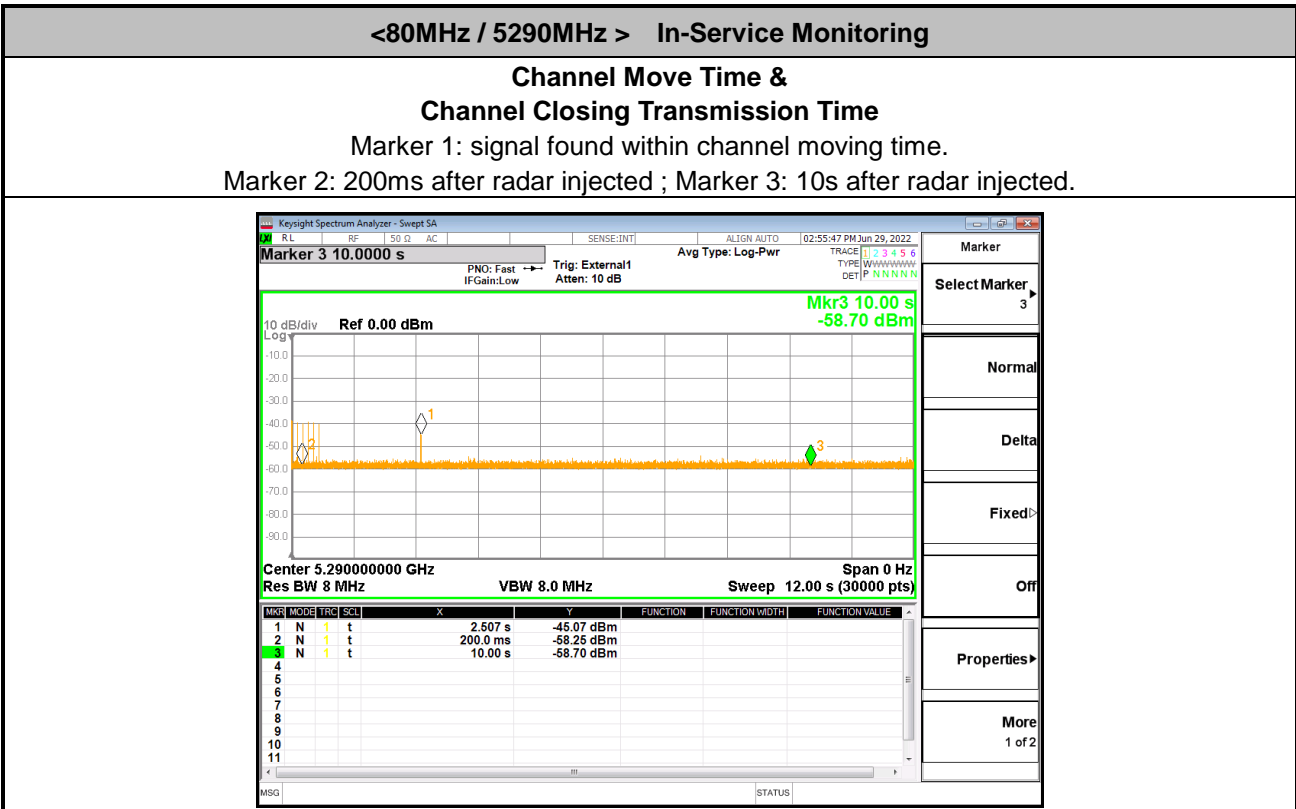 <80MHz / 5290MHz > In-Service Monitoring
Channel Move Time &
Channel Closing Transmission Time
Marker 1: signal found within channel moving time.
Marker 2: 200ms after radar injected ; Marker 3: 10s after radar injected.
Keysight Spectrum Analyzer - Swept SA
LXI RL RF 50 Ω AC SENSE:INT ALIGN AUTO 02:55:47 PM Jun 29, 2022
Marker 3 10.0000 s
PNO: Fast
IFGain:Low
Trig: External1
Atten: 10 dB
Avg Type: Log-Pwr
TRACE 1 2 3 4 5 6
TYPE WWWWWW
DET P N N N N N
Marker
Select Marker
3
Mkr3 10.00 s
-58.70 dBm
10 dB/div Ref 0.00 dBm
Log
-10.0
-20.0
-30.0
-40.0
-50.0
-60.0
-70.0
-80.0
-90.0
1
2
3
Normal
Delta
Fixed
Off
Properties
More
1 of 2
Center 5.290000000 GHz Span 0 Hz
Res BW 8 MHz VBW 8.0 MHz Sweep 12.00 s (30000 pts)
MKR MODE TRC SCL X Y FUNCTION FUNCTION WIDTH FUNCTION VALUE
1 N 1 t 2.507 s -45.07 dBm
2 N 1 t 200.0 ms -58.25 dBm
3 N 1 t 10.00 s -58.70 dBm
4
5
6
7
8
9
10
11
MSG STATUS